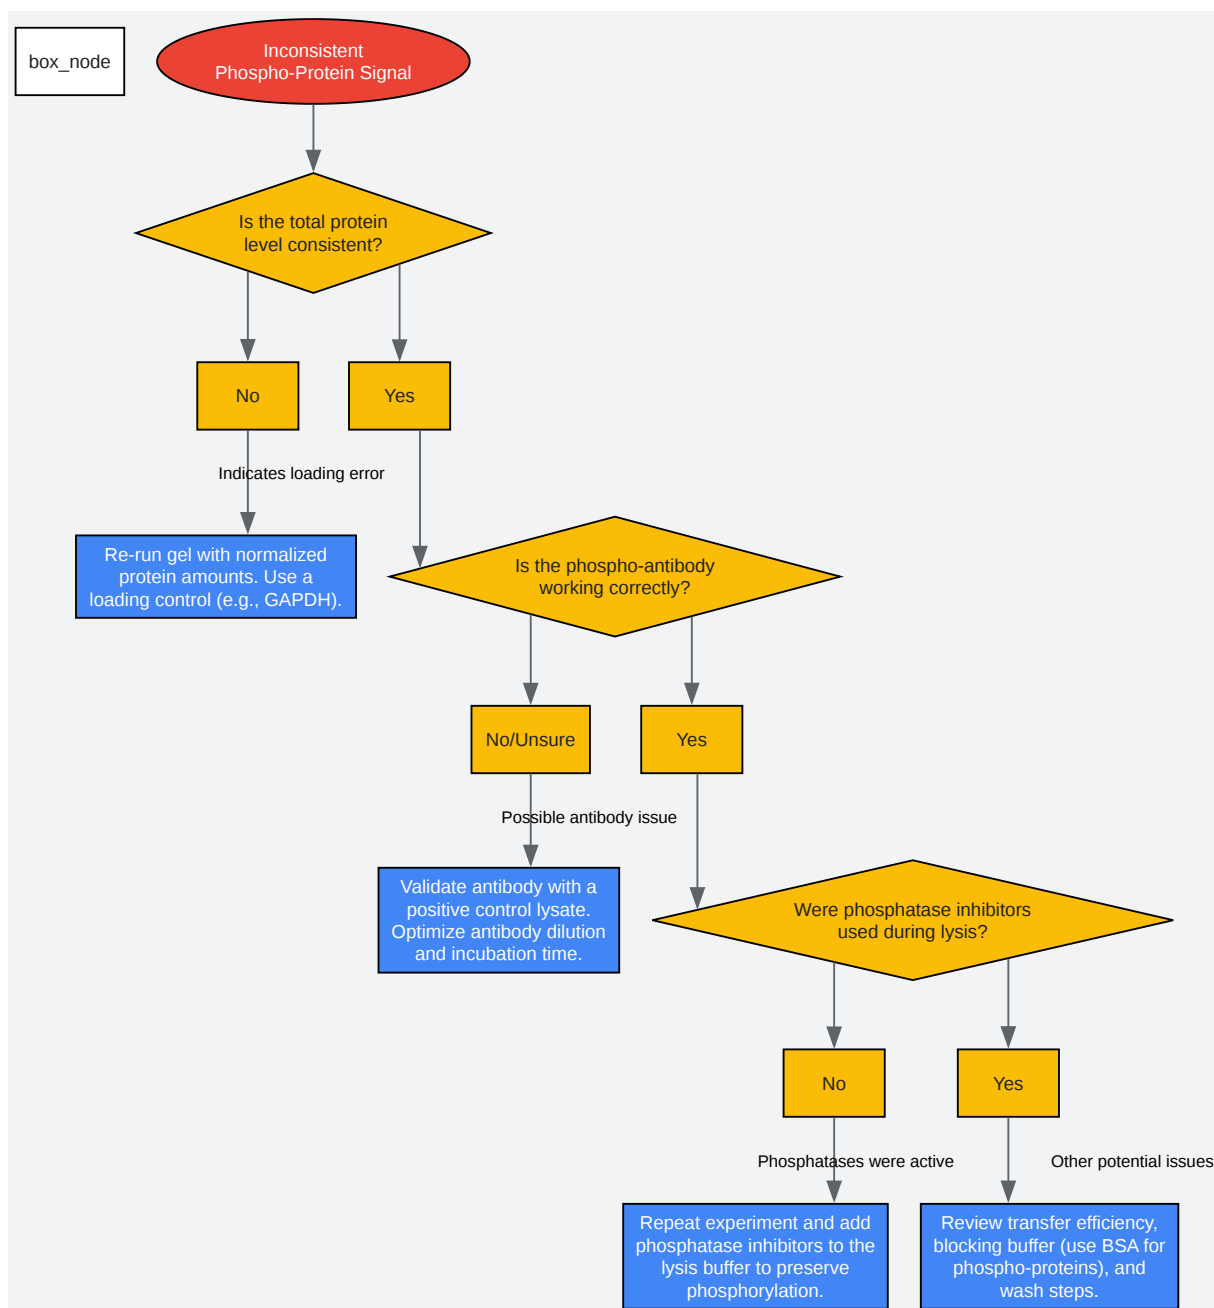 box_node
Inconsistent
Phospho-Protein Signal
Is the total protein
level consistent?
No
Yes
Indicates loading error
Re-run gel with normalized
protein amounts. Use a
loading control (e.g., GAPDH).
Is the phospho-antibody
working correctly?
No/Unsure
Yes
Possible antibody issue
Validate antibody with a
positive control lysate.
Optimize antibody dilution
and incubation time.
Were phosphatase inhibitors
used during lysis?
No
Yes
Phosphatases were active
Other potential issues
Repeat experiment and add
phosphatase inhibitors to the
lysis buffer to preserve
phosphorylation.
Review transfer efficiency,
blocking buffer (use BSA for
phospho-proteins), and
wash steps.